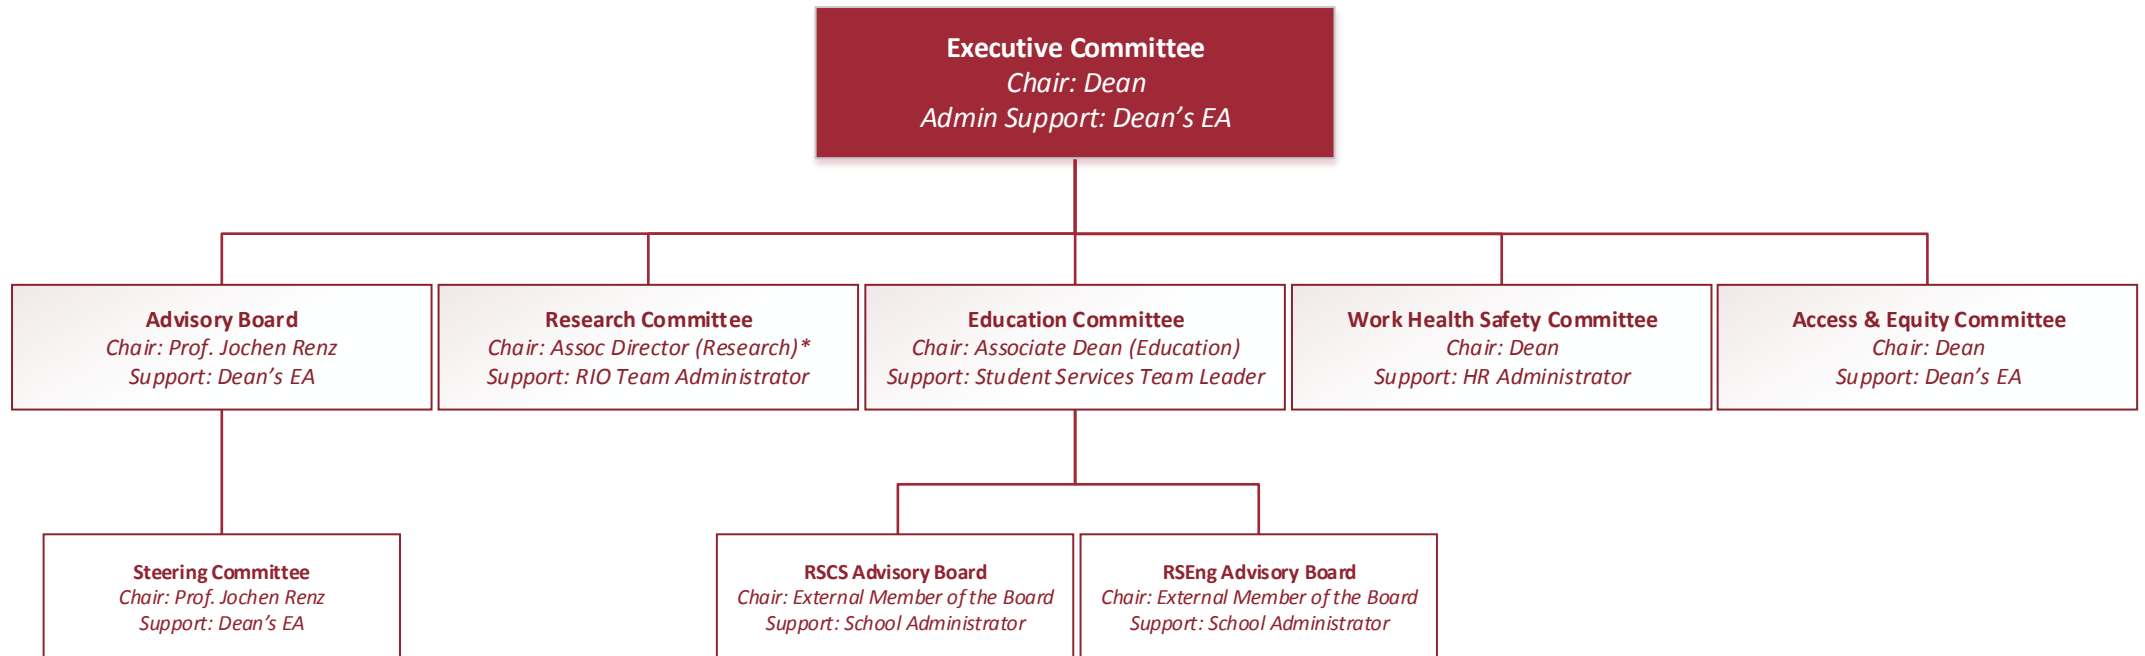 Executive Committee
Chair: Dean
Admin Support: Dean’s EA
Advisory Board
Chair: Prof. Jochen Renz
Support: Dean’s EA
Research Committee
Chair: Assoc Director (Research)*
Support: RIO Team Administrator
Education Committee
Chair: Associate Dean (Education)
Support: Student Services Team Leader
Work Health Safety Committee
Chair: Dean
Support: HR Administrator
Access & Equity Committee
Chair: Dean
Support: Dean’s EA
Steering Committee
Chair: Prof. Jochen Renz
Support: Dean’s EA
RSCS Advisory Board
Chair: External Member of the Board
Support: School Administrator
RSEng Advisory Board
Chair: External Member of the Board
Support: School Administrator